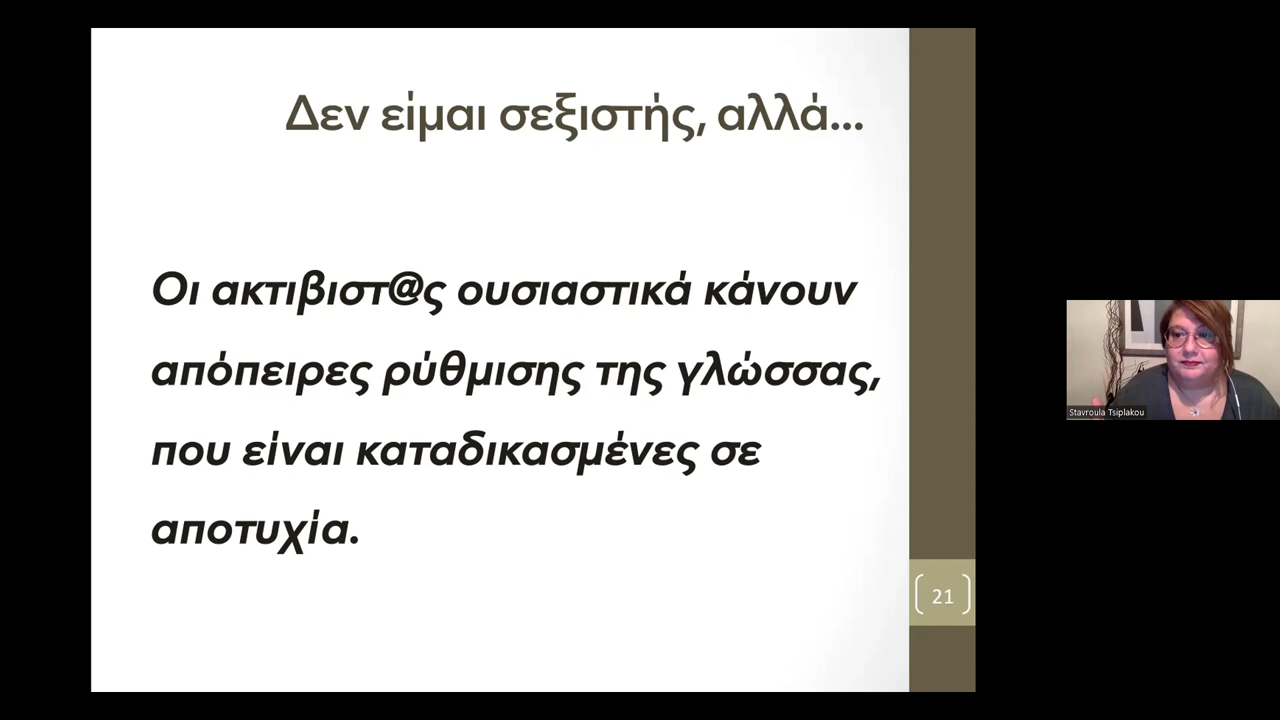 Δεν είμαι σεξιστής, αλλά...
Οι ακτιβιστ@ς ουσιαστικά κάνουν
απόπειρες ρύθμισης της γλώσσας,
που είναι καταδικασμένες σε
αποτυχία.
21
Stavroula Tsiplakou